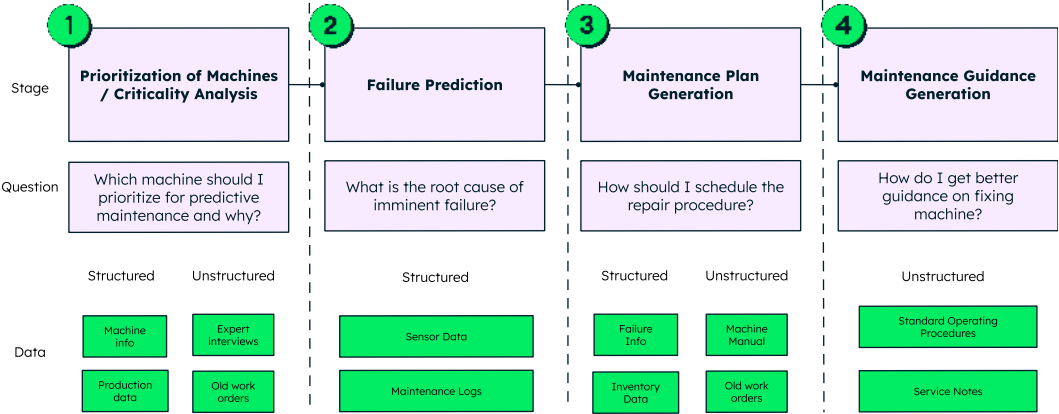 1
2
3
4
Stage
Prioritization of Machines
/ Criticality Analysis
Failure Prediction
Maintenance Plan
Generation
Maintenance Guidance
Generation
Question
Which machine should I
prioritize for predictive
maintenance and why?
What is the root cause of
imminent failure?
How should I schedule the
repair procedure?
How do I get better
guidance on fixing
machine?
Structured
Unstructured
Structured
Structured
Unstructured
Unstructured
Data
Machine
info
Expert
interviews
Sensor Data
Failure
Info
Machine
Manual
Standard Operating
Procedures
Production
data
Old work
orders
Maintenance Logs
Inventory
Data
Old work
orders
Service Notes